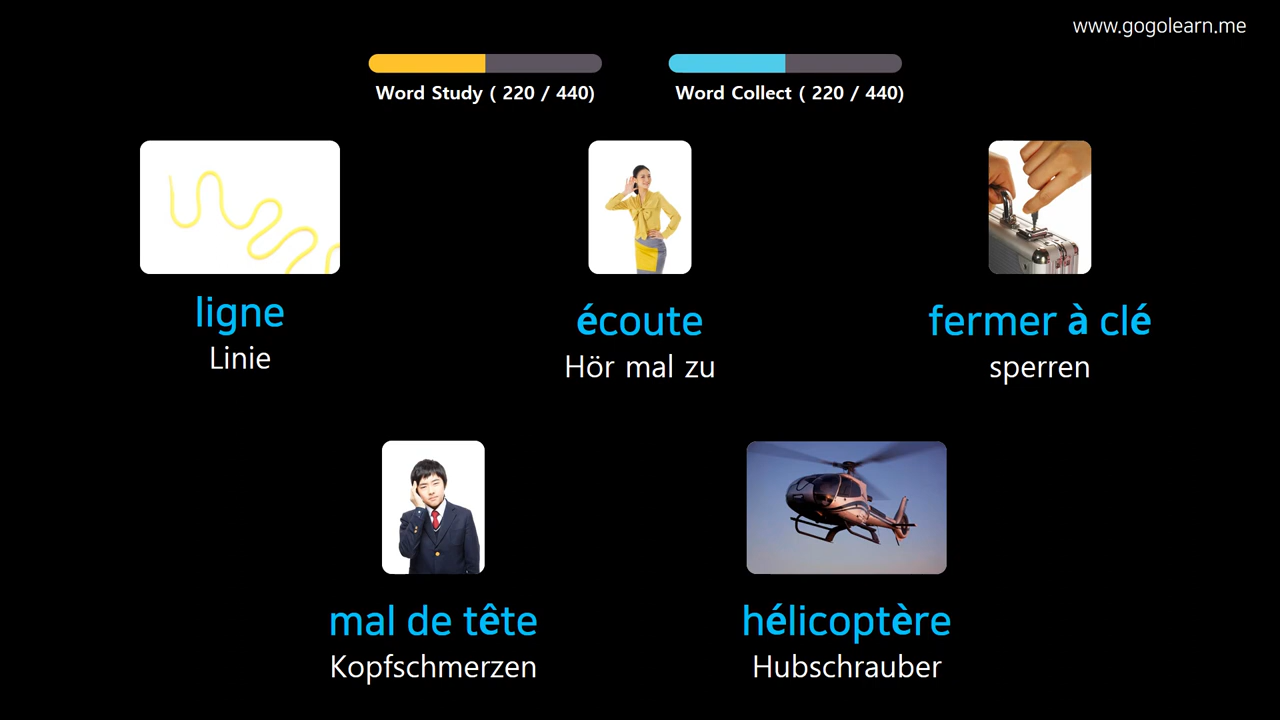 www.gogolearn.me
Word Study ( 220 / 440)
Word Collect ( 220 / 440)
ligne
Linie
écoute
Hör mal zu
fermer à clé
sperren
mal de tête
Kopfschmerzen
hélicoptère
Hubschrauber